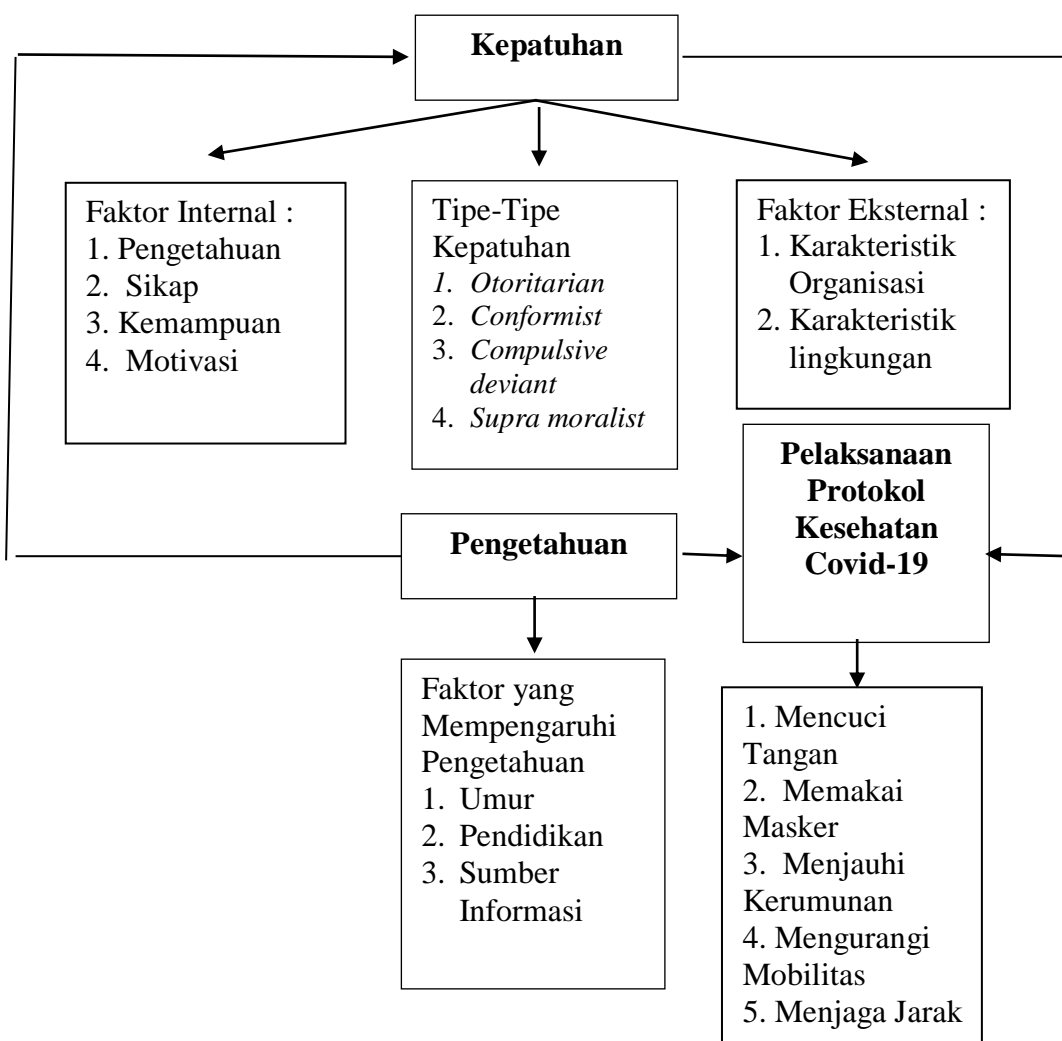 Kepatuhan
Faktor Internal :
1. Pengetahuan
2. Sikap
3. Kemampuan
4. Motivasi
Tipe-Tipe
Kepatuhan
1. Otoritarian
2. Conformist
3. Compulsive
deviant
4. Supra moralist
Faktor Eksternal :
1. Karakteristik
Organisasi
2. Karakteristik
lingkungan
Pengetahuan
Pelaksanaan
Protokol
Kesehatan
Covid-19
Faktor yang
Mempengaruhi
Pengetahuan
1. Umur
2. Pendidikan
3. Sumber
Informasi
1. Mencuci
Tangan
2. Memakai
Masker
3. Menjauhi
Kerumunan
4. Mengurangi
Mobilitas
5. Menjaga Jarak